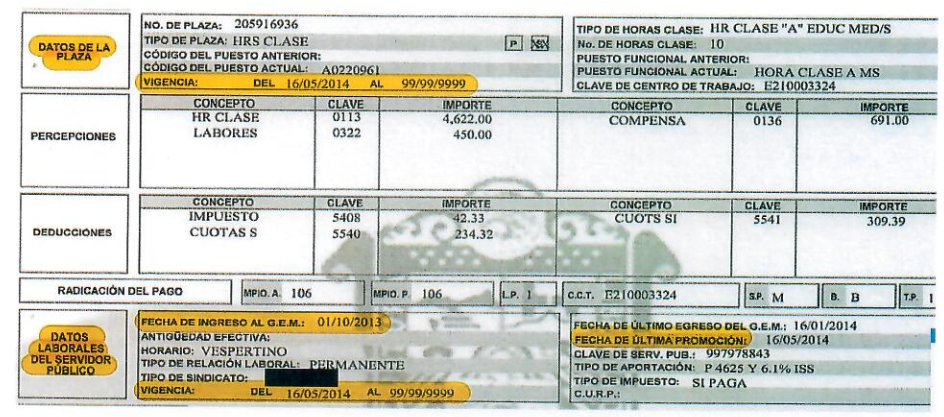 DATOS DE LA PLAZA
NO. DE PLAZA: 205916936
TIPO DE PLAZA: HRS CLASE P
CÓDIGO DEL PUESTO ANTERIOR:
CÓDIGO DEL PUESTO ACTUAL: A0220961
VIGENCIA: DEL 16/05/2014 AL 99/99/9999
TIPO DE HORAS CLASE: HR CLASE "A" EDUC MED/S
No. DE HORAS CLASE: 10
PUESTO FUNCIONAL ANTERIOR:
PUESTO FUNCIONAL ACTUAL: HORA CLASE A MS
CLAVE DE CENTRO DE TRABAJO: E210003324
PERCEPCIONES
CONCEPTO CLAVE IMPORTE CONCEPTO CLAVE IMPORTE
HR CLASE 0113 4,622.00 COMPENSA 0136 691.00
LABORES 0322 450.00
DEDUCCIONES
CONCEPTO CLAVE IMPORTE CONCEPTO CLAVE IMPORTE
IMPUESTO 5408 42.33 CUOTS SI 5541 309.39
CUOTAS S 5540 234.32
RADICACIÓN DEL PAGO MPIO. A. 106 MPIO. P. 106 L.P. 1 C.C.T. E210003324 S.P. M B. B T.P. 1
DATOS LABORALES DEL SERVIDOR PÚBLICO
FECHA DE INGRESO AL G.E.M.: 01/10/2013
ANTIGÜEDAD EFECTIVA:
HORARIO: VESPERTINO
TIPO DE RELACIÓN LABORAL: PERMANENTE
TIPO DE SINDICATO:
VIGENCIA: DEL 16/05/2014 AL 99/99/9999
FECHA DE ÚLTIMO EGRESO DEL G.E.M.: 16/01/2014
FECHA DE ÚLTIMA PROMOCIÓN: 16/05/2014
CLAVE DE SERV. PUB.: 997978843
TIPO DE APORTACIÓN: P 4625 Y 6.1% ISS
TIPO DE IMPUESTO: SI PAGA
C.U.R.P.: